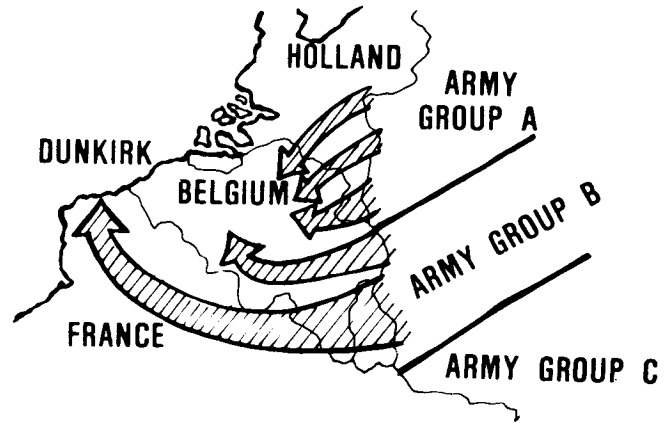 HOLLAND
ARMY
GROUP A
DUNKIRK
BELGIUM
ARMY GROUP B
FRANCE
ARMY GROUP C